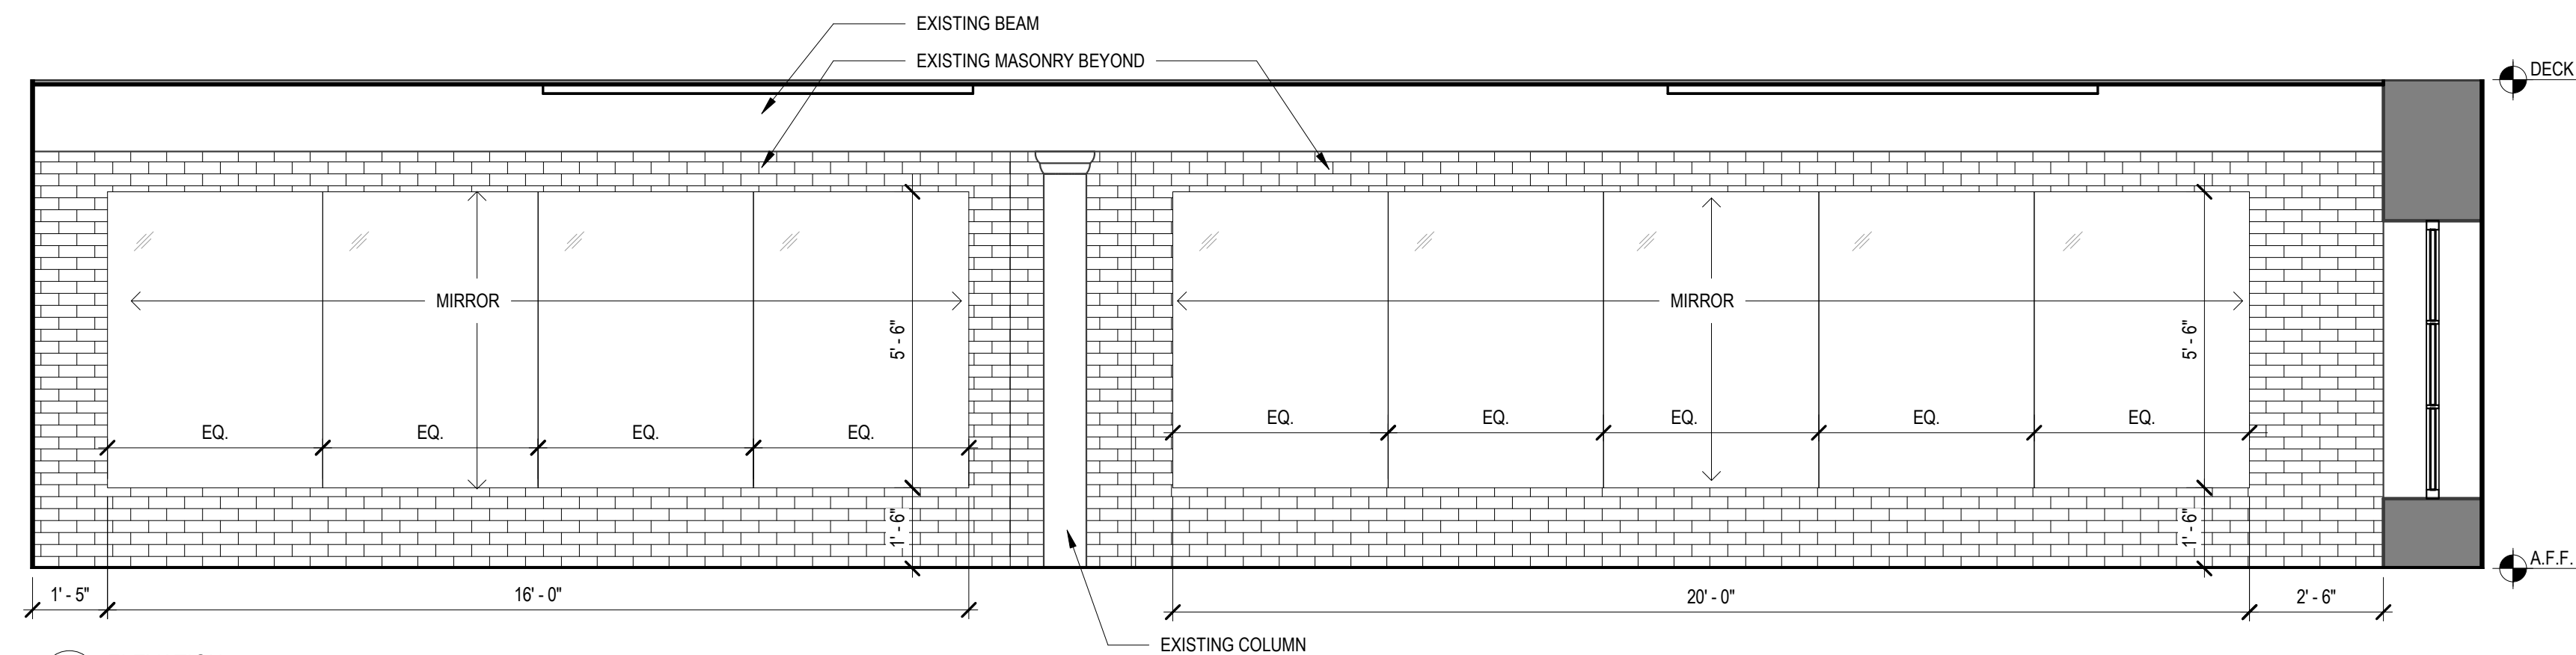 EXISTING BEAM
EXISTING MASONRY BEYOND
DECK
MIRROR
MIRROR
5' - 6"
5' - 6"
EQ.
EQ.
EQ.
EQ.
EQ.
EQ.
EQ.
EQ.
EQ.
1' - 6"
1' - 6"
A.F.F.
1' - 5"
16' - 0"
20' - 0"
2' - 6"
EXISTING COLUMN